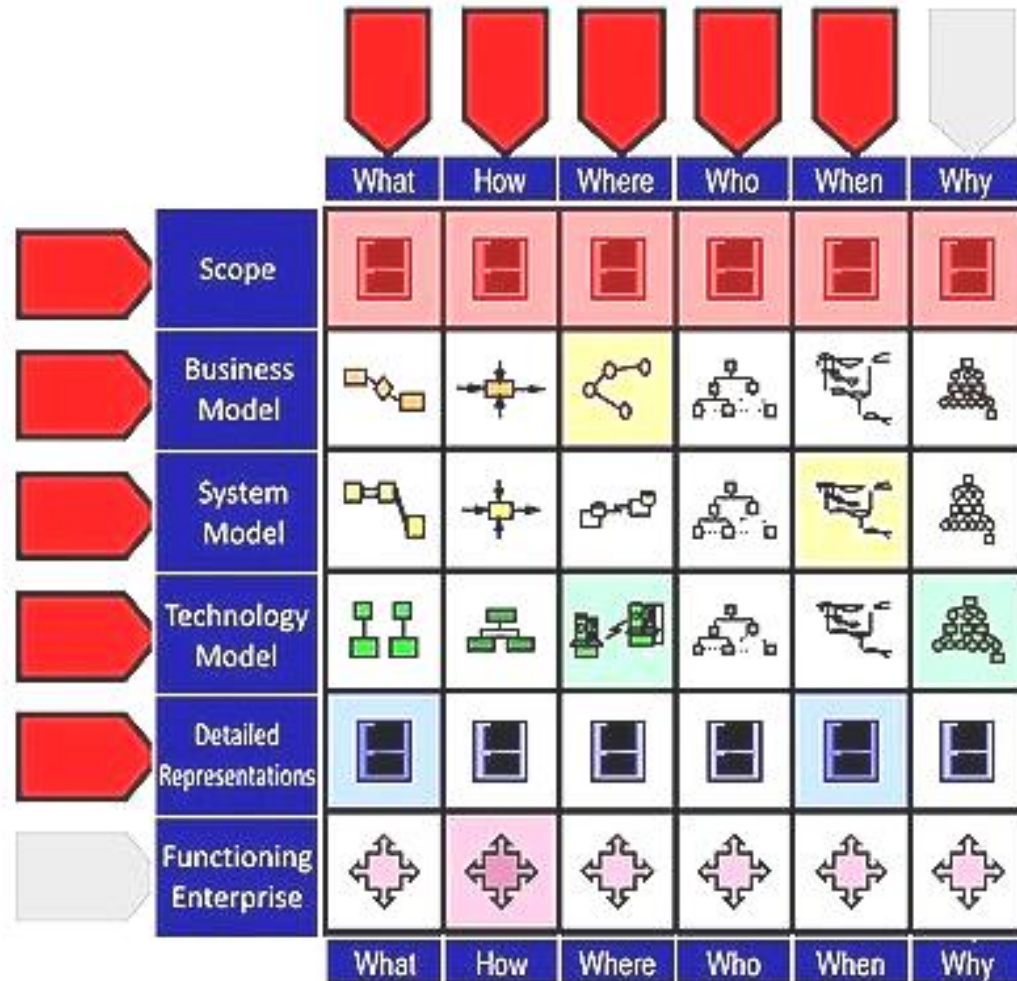 What How Where Who When Why
Scope
Business
Model
System
Model
Technology
Model
Detailed
Representations
Functioning
Enterprise
What How Where Who When Why